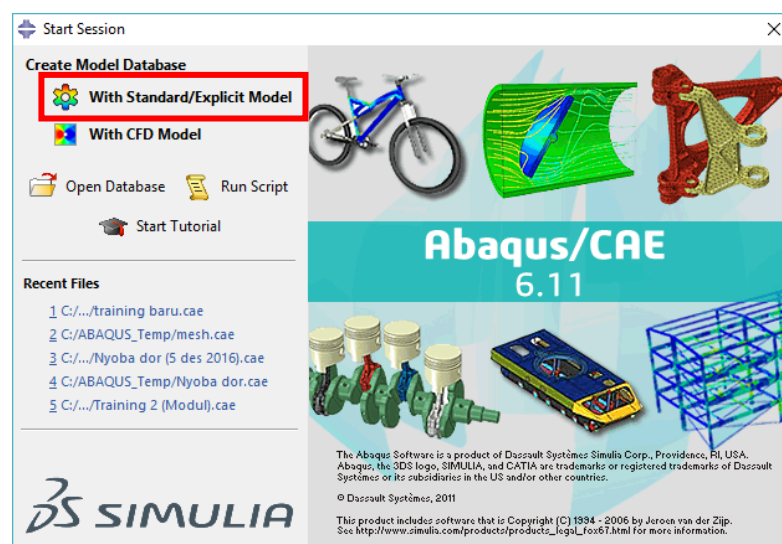 Start Session
Create Model Database
With Standard/Explicit Model
With CFD Model
Open Database Run Script
Start Tutorial
Recent Files
1 C:/.../training baru.cae
2 C:/ABAQUS_Temp/mesh.cae
3 C:/.../Nyoba dor (5 des 2016).cae
4 C:/ABAQUS_Temp/Nyoba dor.cae
5 C:/.../Training 2 (Modul).cae
SIMULIA
Abaqus/CAE
6.11
The Abaqus Software is a product of Dassault Systèmes Simulia Corp., Providence, RI, USA.
Abaqus, the 3DS logo, SIMULIA, and CATIA are trademarks or registered trademarks of Dassault
Systèmes or its subsidiaries in the US and/or other countries.
© Dassault Systèmes, 2011
This product includes software that is Copyright (C) 1994 - 2006 by Jeroen van der Zijp.
See http://www.simulia.com/products/products_legal_fox67.html for more information.